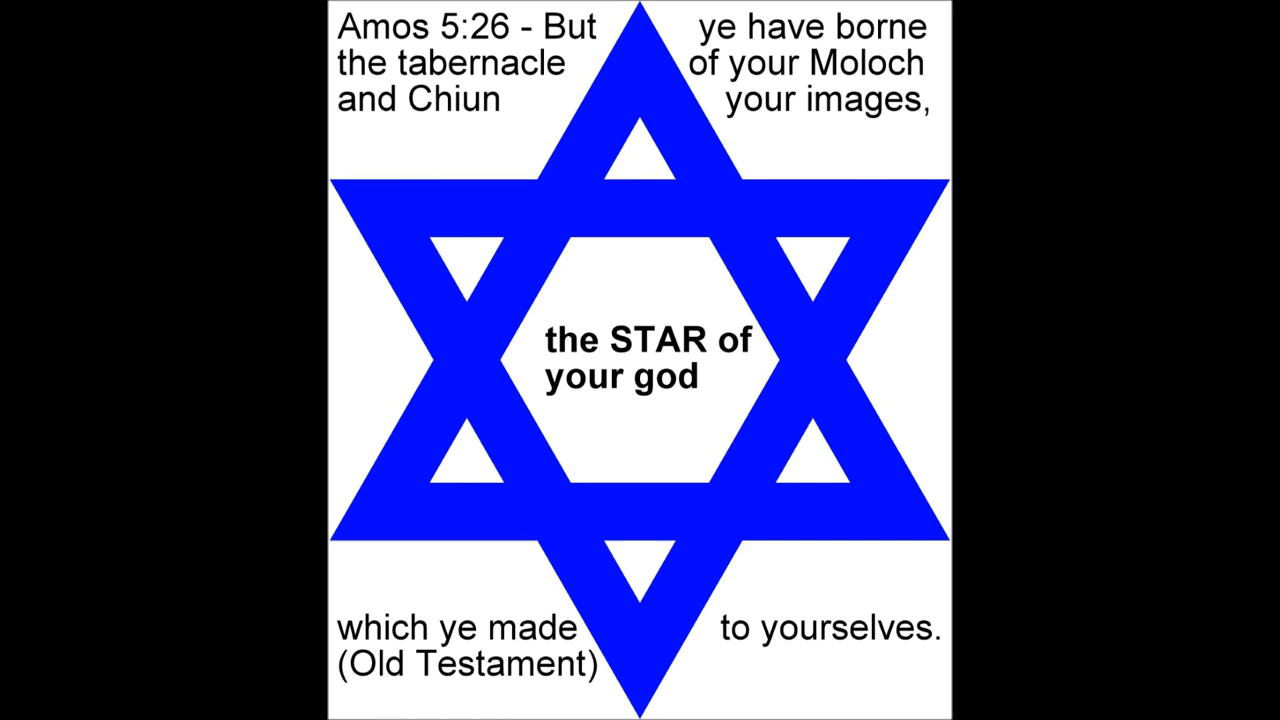 Amos 5:26 - But ye have borne
the tabernacle of your Moloch
and Chiun your images,
the STAR of
your god
which ye made to yourselves.
(Old Testament)